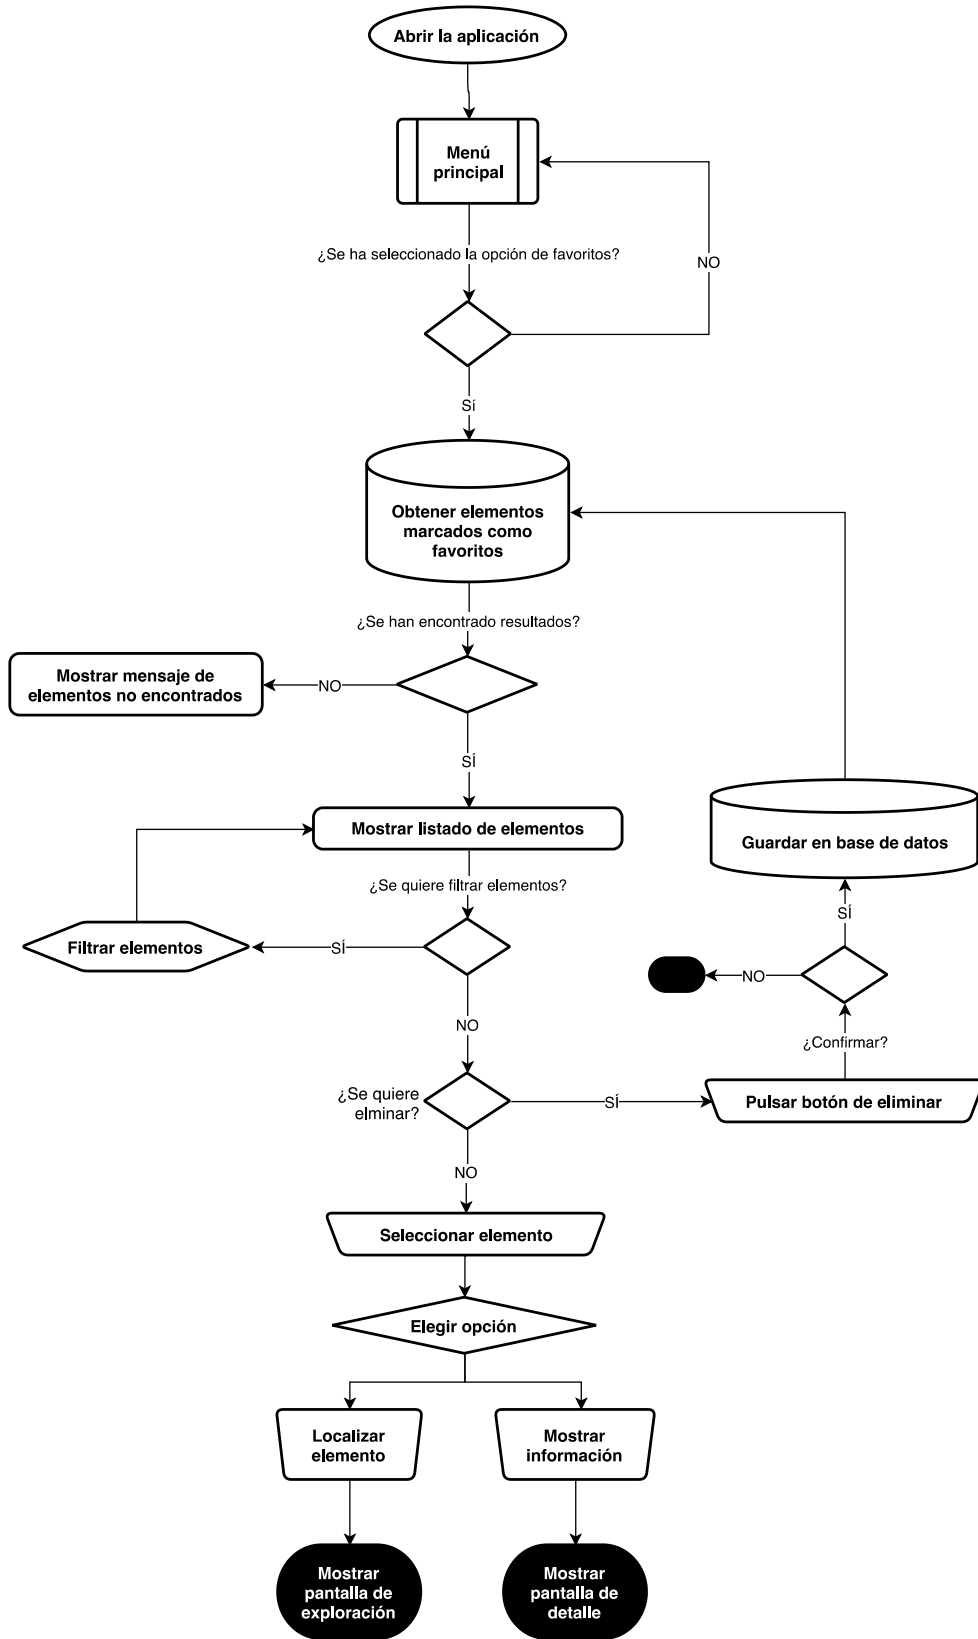 Abrir la aplicación
Menú
principal
¿Se ha seleccionado la opción de favoritos?
NO
Sí
Obtener elementos
marcados como
favoritos
¿Se han encontrado resultados?
Mostrar mensaje de
elementos no encontrados
NO
SÍ
Mostrar listado de elementos
Guardar en base de datos
¿Se quiere filtrar elementos?
SÍ
Filtrar elementos
SÍ
NO
NO
¿Confirmar?
¿Se quiere
elminar?
SÍ
Pulsar botón de eliminar
NO
Seleccionar elemento
Elegir opción
Localizar
elemento
Mostrar
información
Mostrar
pantalla de
exploración
Mostrar
pantalla de
detalle